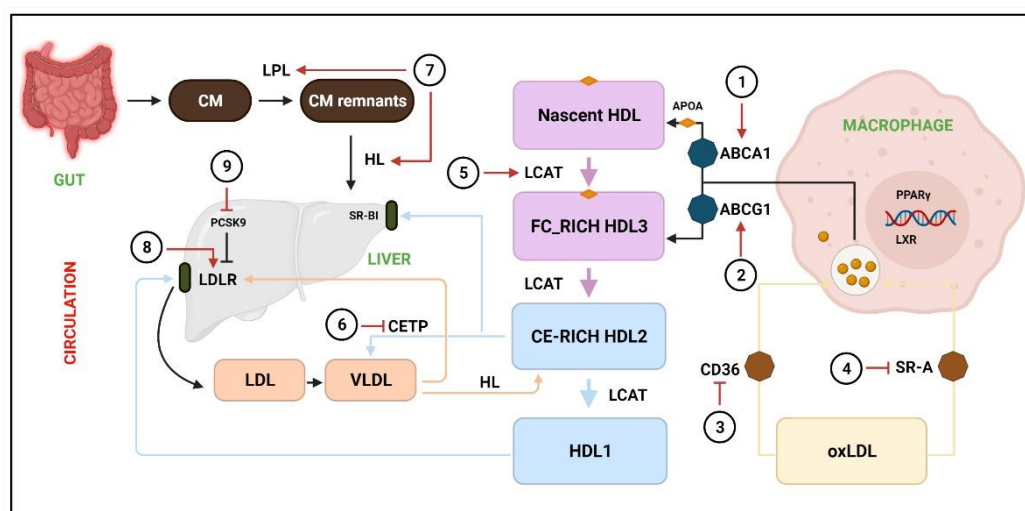 7
1
LPL
CM
CM remnants
Nascent HDL
APOA
MACROPHAGE
ABCA1
GUT
9
HL
5
LCAT
PPARγ
LXR
PCSK9
SR-BI
FC_RICH HDL3
ABCG1
8
LIVER
LDLR
2
CIRCULATION
LCAT
6
CETP
CE-RICH HDL2
CD36
4
SR-A
LDL
VLDL
HL
LCAT
3
HDL1
oxLDL